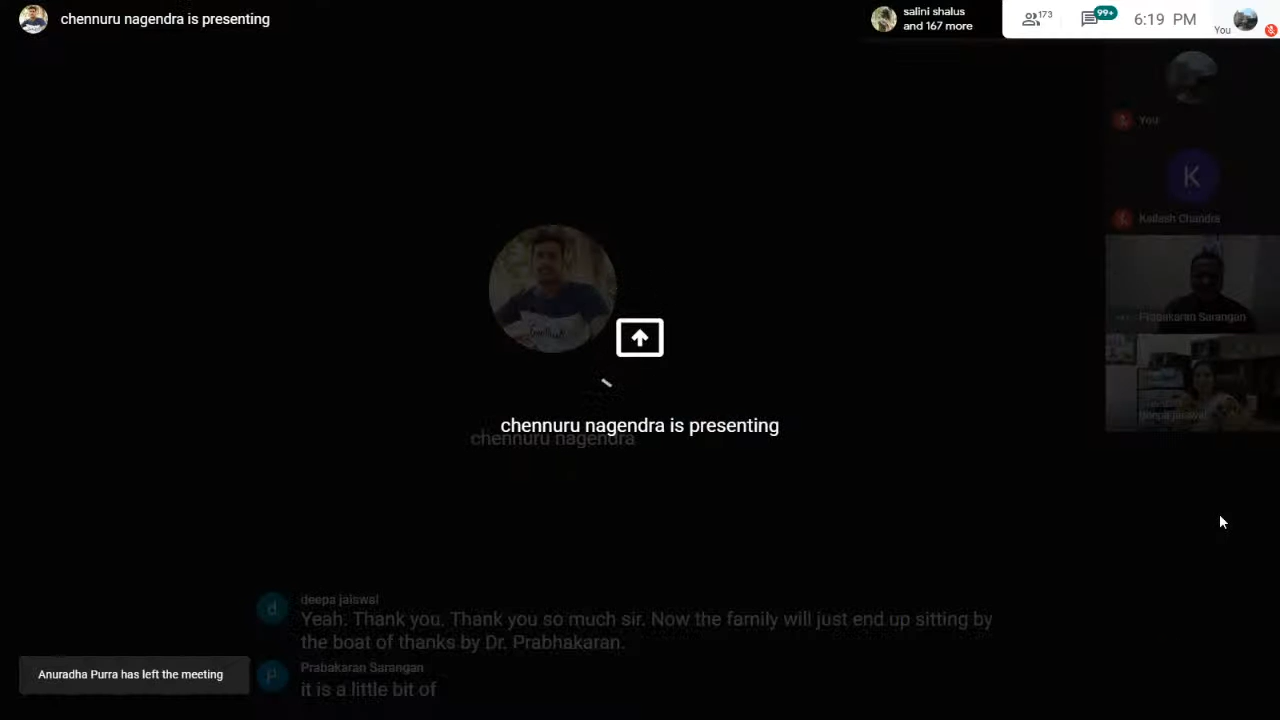 chennuru nagendra is presenting
salini shalus
and 167 more
173
99+
6:19 PM
You
You
K
Kailesh Chandra
Prabakaran Sarangan
deepa jaiswal
chennuru nagendra is presenting
chennuru nagendra
d
deepa jaiswal
Yeah. Thank you. Thank you so much sir. Now the family will just end up sitting by
the boat of thanks by Dr. Prabhakaran.
Anuradha Purra has left the meeting
P
Prabakaran Sarangan
it is a little bit of